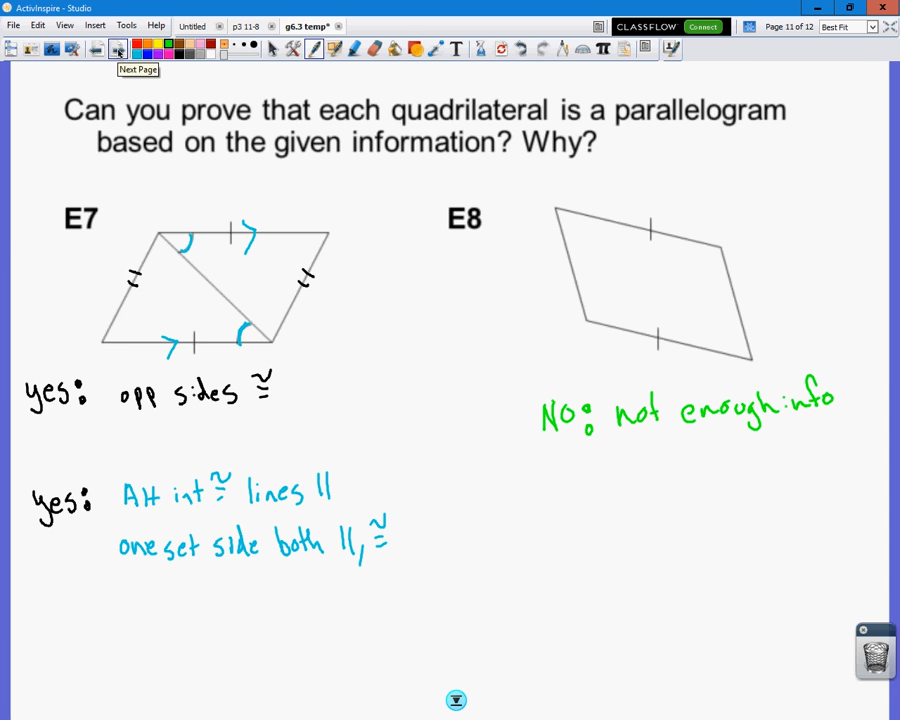 ActivInspire - Studio
File Edit View Insert Tools Help Untitled p3 11-8 g6.3 temp* CLASSFLOW Connect Page 11 of 12 Best Fit
Next Page
Can you prove that each quadrilateral is a parallelogram
based on the given information? Why?
E7
E8
yes: opp sides ≅
No: not enough info
yes: Alt int ≅ lines ||
one set side both ||, ≅